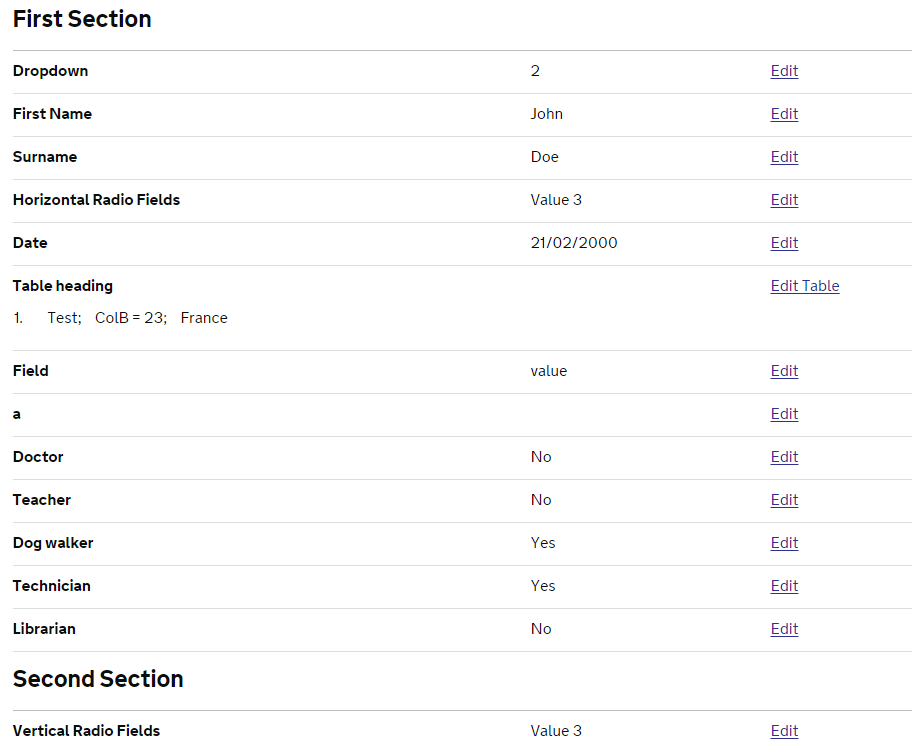 First Section
Dropdown 2 Edit
First Name John Edit
Surname Doe Edit
Horizontal Radio Fields Value 3 Edit
Date 21/02/2000 Edit
Table heading Edit Table
1. Test; ColB = 23; France
Field value Edit
a Edit
Doctor No Edit
Teacher No Edit
Dog walker Yes Edit
Technician Yes Edit
Librarian No Edit
Second Section
Vertical Radio Fields Value 3 Edit